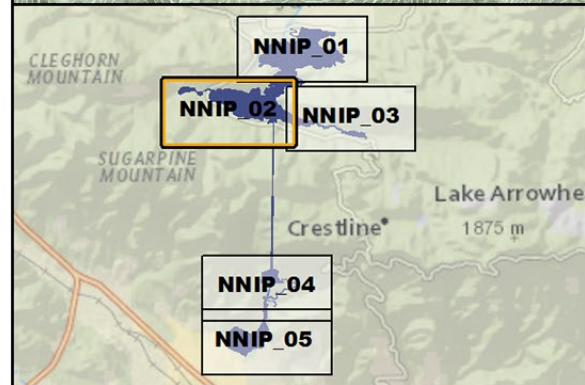 NNIP_01
CLEGHORN
MOUNTAIN
NNIP_02
NNIP_03
SUGARPINE
MOUNTAIN
Lake Arrowhe
Crestline
1875 m
NNIP_04
NNIP_05